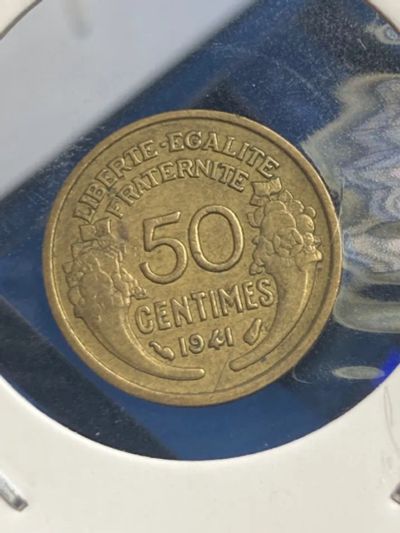 LIBERTE·EGALITE
FRATERNITE
50
CENTIMES
1941